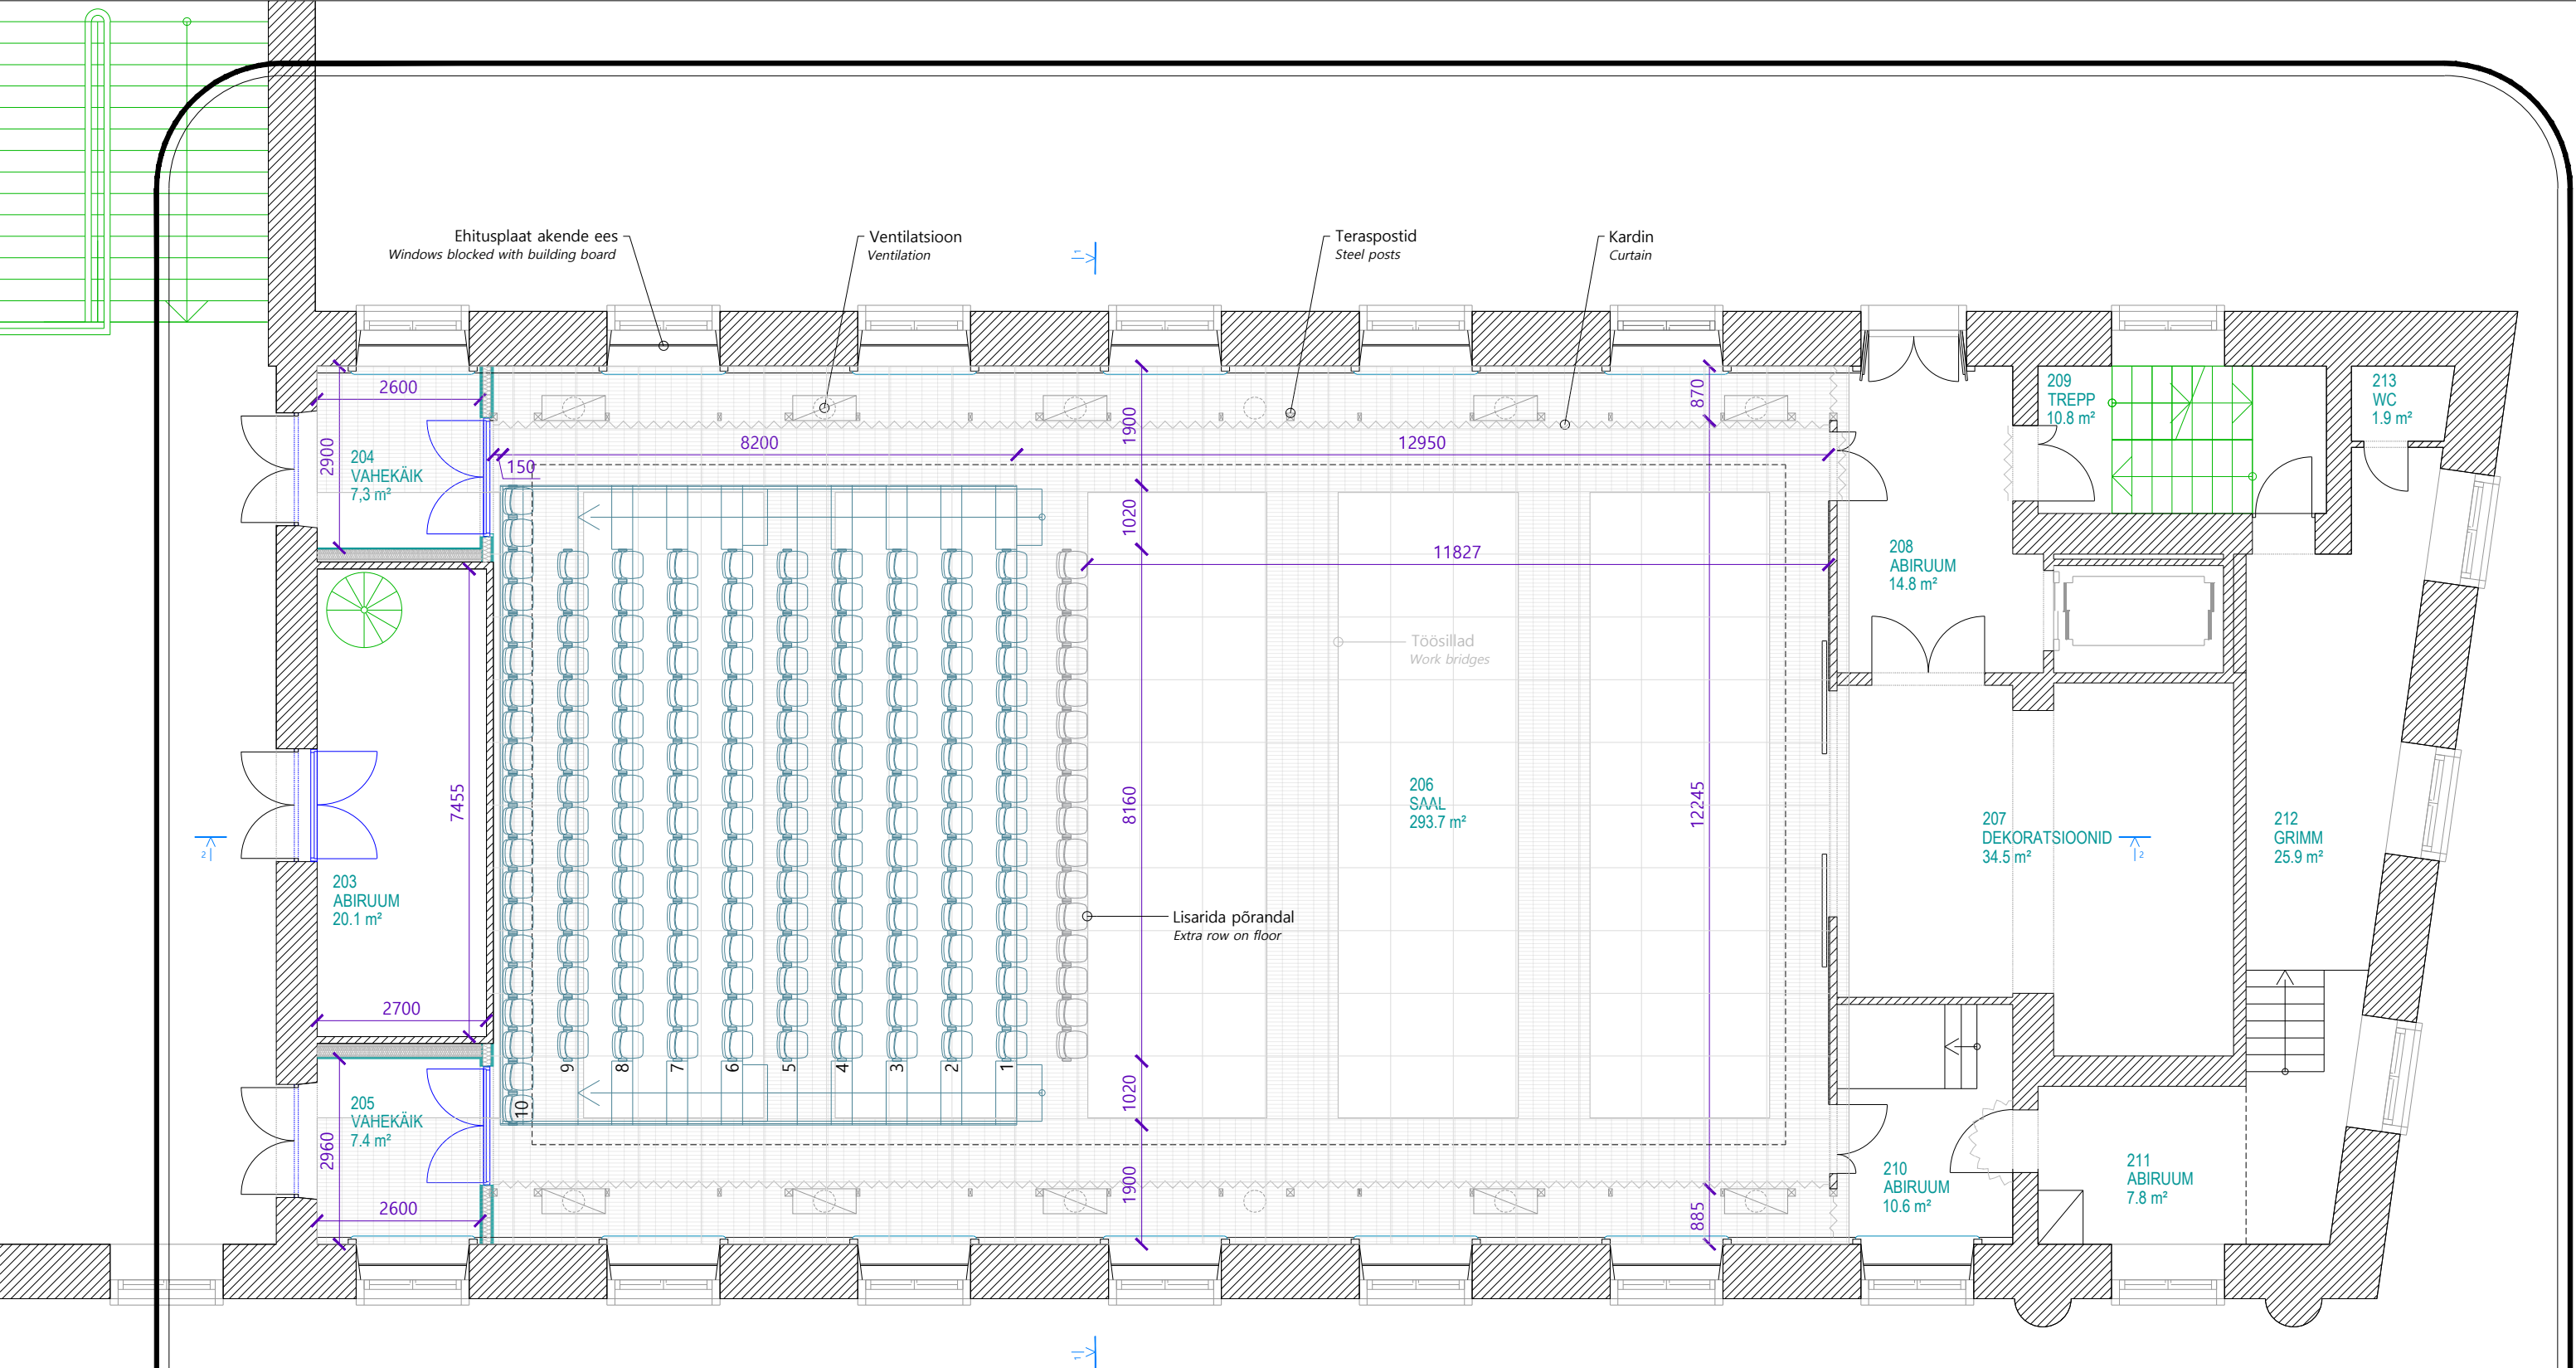 Ehitusplaat akende ees
Windows blocked with building board
Ventilatsioon
Ventilation
Teraspostid
Steel posts
Kardin
Curtain
1
2600
2900
204
VAHEKÄIK
7,3 m²
8200
150
1900
12950
870
1020
11827
209
TREPP
10.8 m²
213
WC
1.9 m²
208
ABIRUUM
14.8 m²
Töösillad
Work bridges
7455
8160
206
SAAL
293.7 m²
12245
207
DEKORATSIOONID
34.5 m²
2
2
212
GRIMM
25.9 m²
203
ABIRUUM
20.1 m²
Lisarida põrandal
Extra row on floor
2700
10
9
8
7
6
5
4
3
2
1
1020
205
VAHEKÄIK
7.4 m²
2960
2600
1900
885
210
ABIRUUM
10.6 m²
211
ABIRUUM
7.8 m²
1